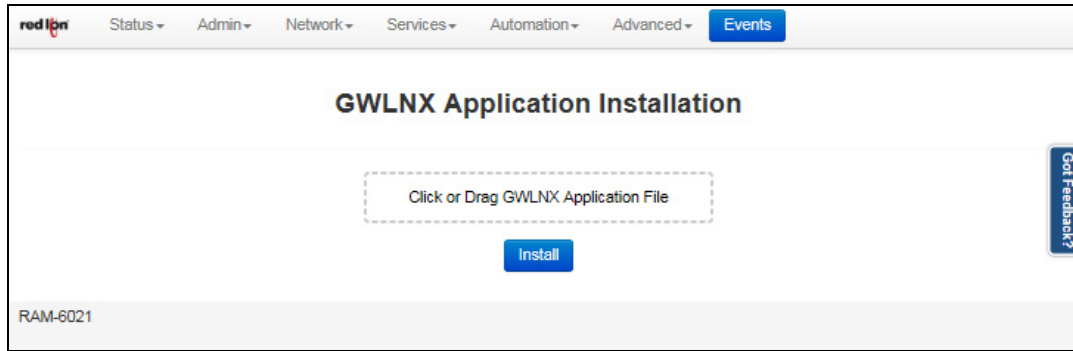 red lion Status Admin Network Services Automation Advanced Events
GWLNX Application Installation
Click or Drag GWLNX Application File
Install
Got Feedback?
RAM-6021